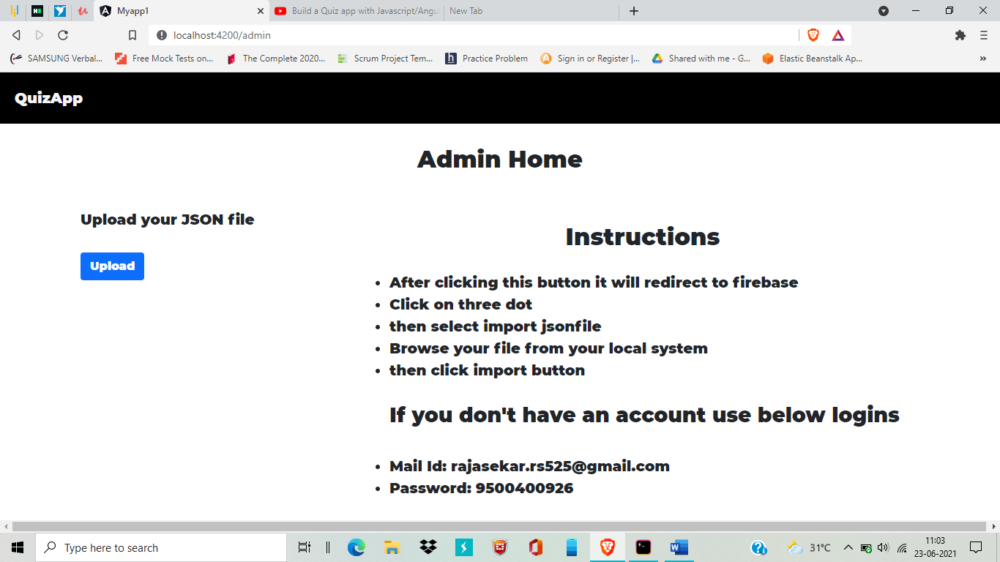 Myapp1
Build a Quiz app with Javascript/Angu
New Tab
localhost:4200/admin
SAMSUNG Verbal...
Free Mock Tests on...
The Complete 2020...
Scrum Project Tem...
Practice Problem
Sign in or Register |...
Shared with me - G...
Elastic Beanstalk Ap...
QuizApp
Admin Home
Upload your JSON file
Upload
Instructions
After clicking this button it will redirect to firebase
Click on three dot
then select import jsonfile
Browse your file from your local system
then click import button
If you don't have an account use below logins
Mail Id: rajasekar.rs525@gmail.com
Password: 9500400926
Type here to search
31°C
11:03
23-06-2021